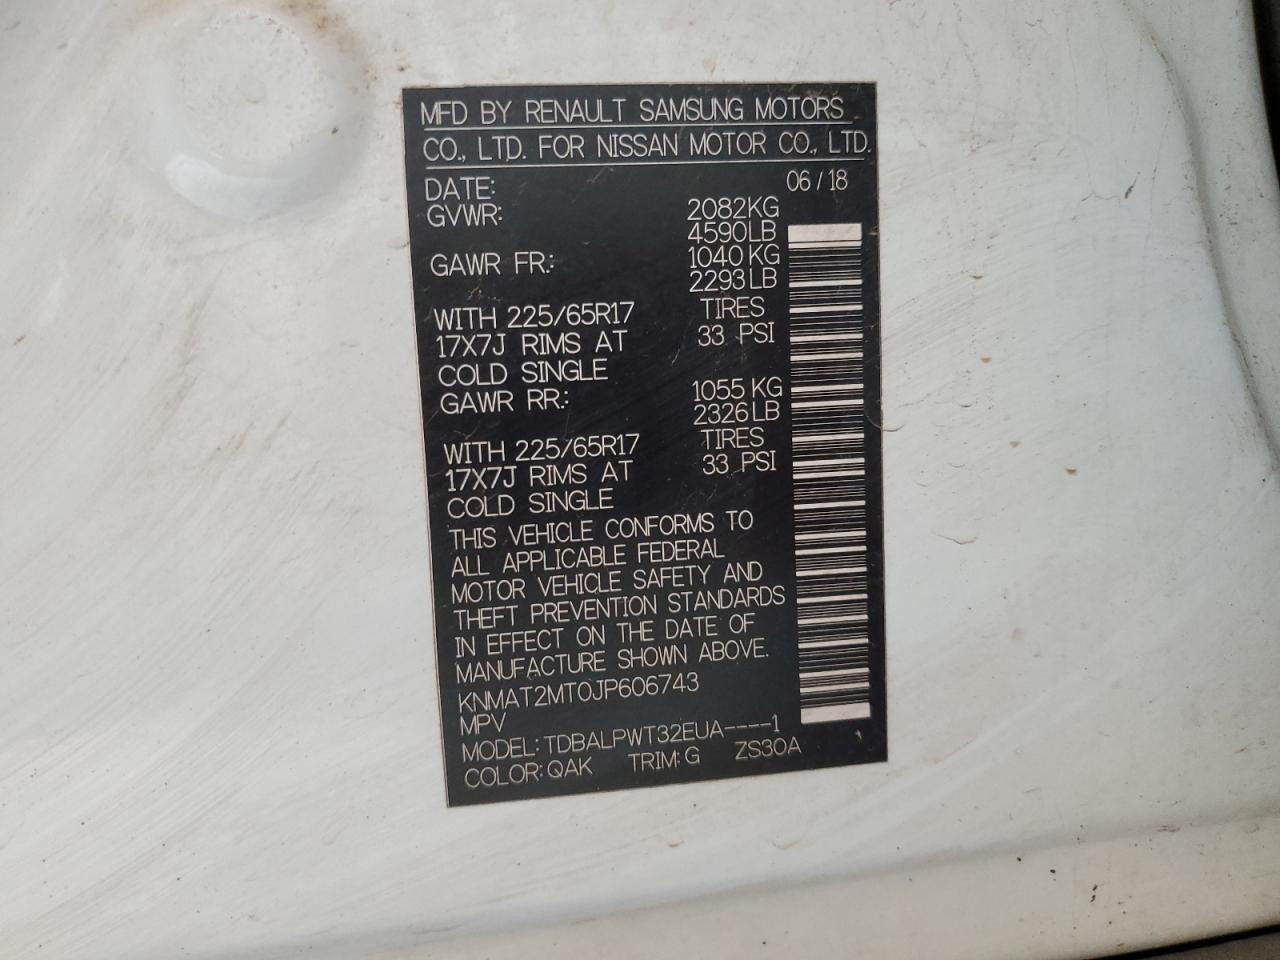 MFD BY RENAULT SAMSUNG MOTORS
CO., LTD. FOR NISSAN MOTOR CO., LTD.
DATE: 06/18
GVWR: 2082KG
4590LB
GAWR FR.: 1040KG
2293LB
WITH 225/65R17 TIRES
17X7J RIMS AT 33 PSI
COLD SINGLE
GAWR RR.: 1055KG
2326LB
WITH 225/65R17 TIRES
17X7J RIMS AT 33 PSI
COLD SINGLE
THIS VEHICLE CONFORMS TO
ALL APPLICABLE FEDERAL
MOTOR VEHICLE SAFETY AND
THEFT PREVENTION STANDARDS
IN EFFECT ON THE DATE OF
MANUFACTURE SHOWN ABOVE.
KNMAT2MT0JP606743
MPV
MODEL: TDBALPWT32EUA----1
COLOR: QAK TRIM: G ZS30A